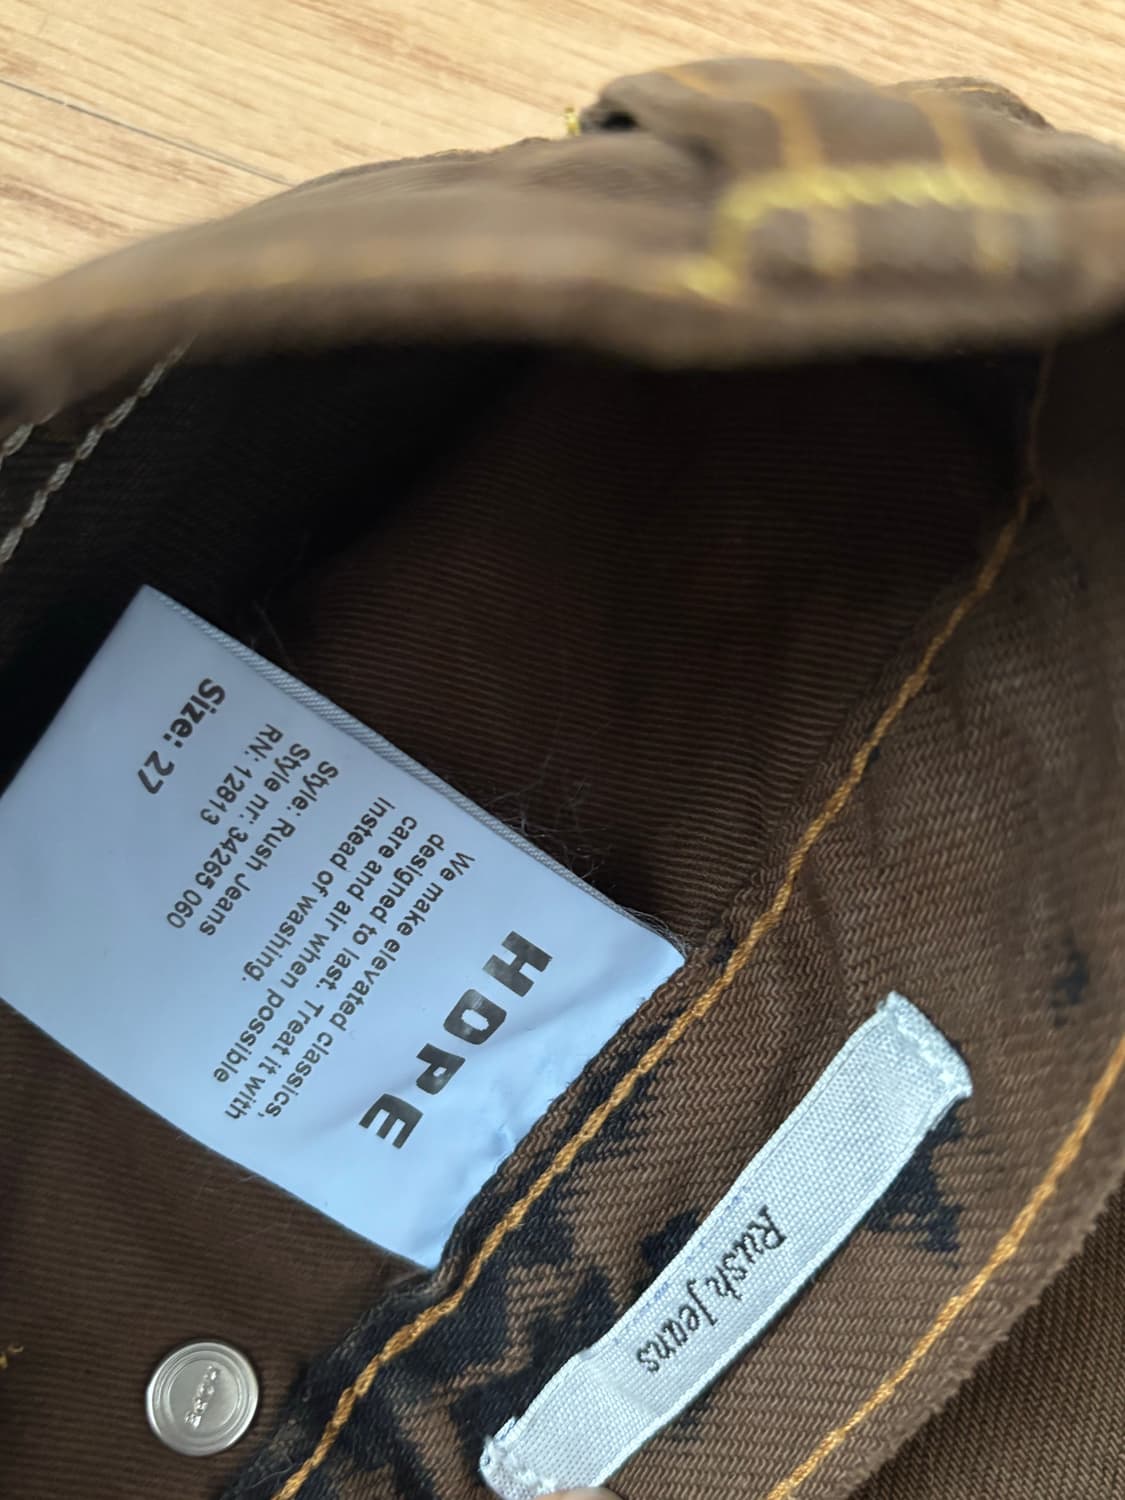 HOPE
We make elevated classics,
designed to last. Treat it with
care and air when possible
instead of washing.
Style: Rush Jeans
Style nr: 34265 060
RN: 12813
Size: 27
Rush Jeans